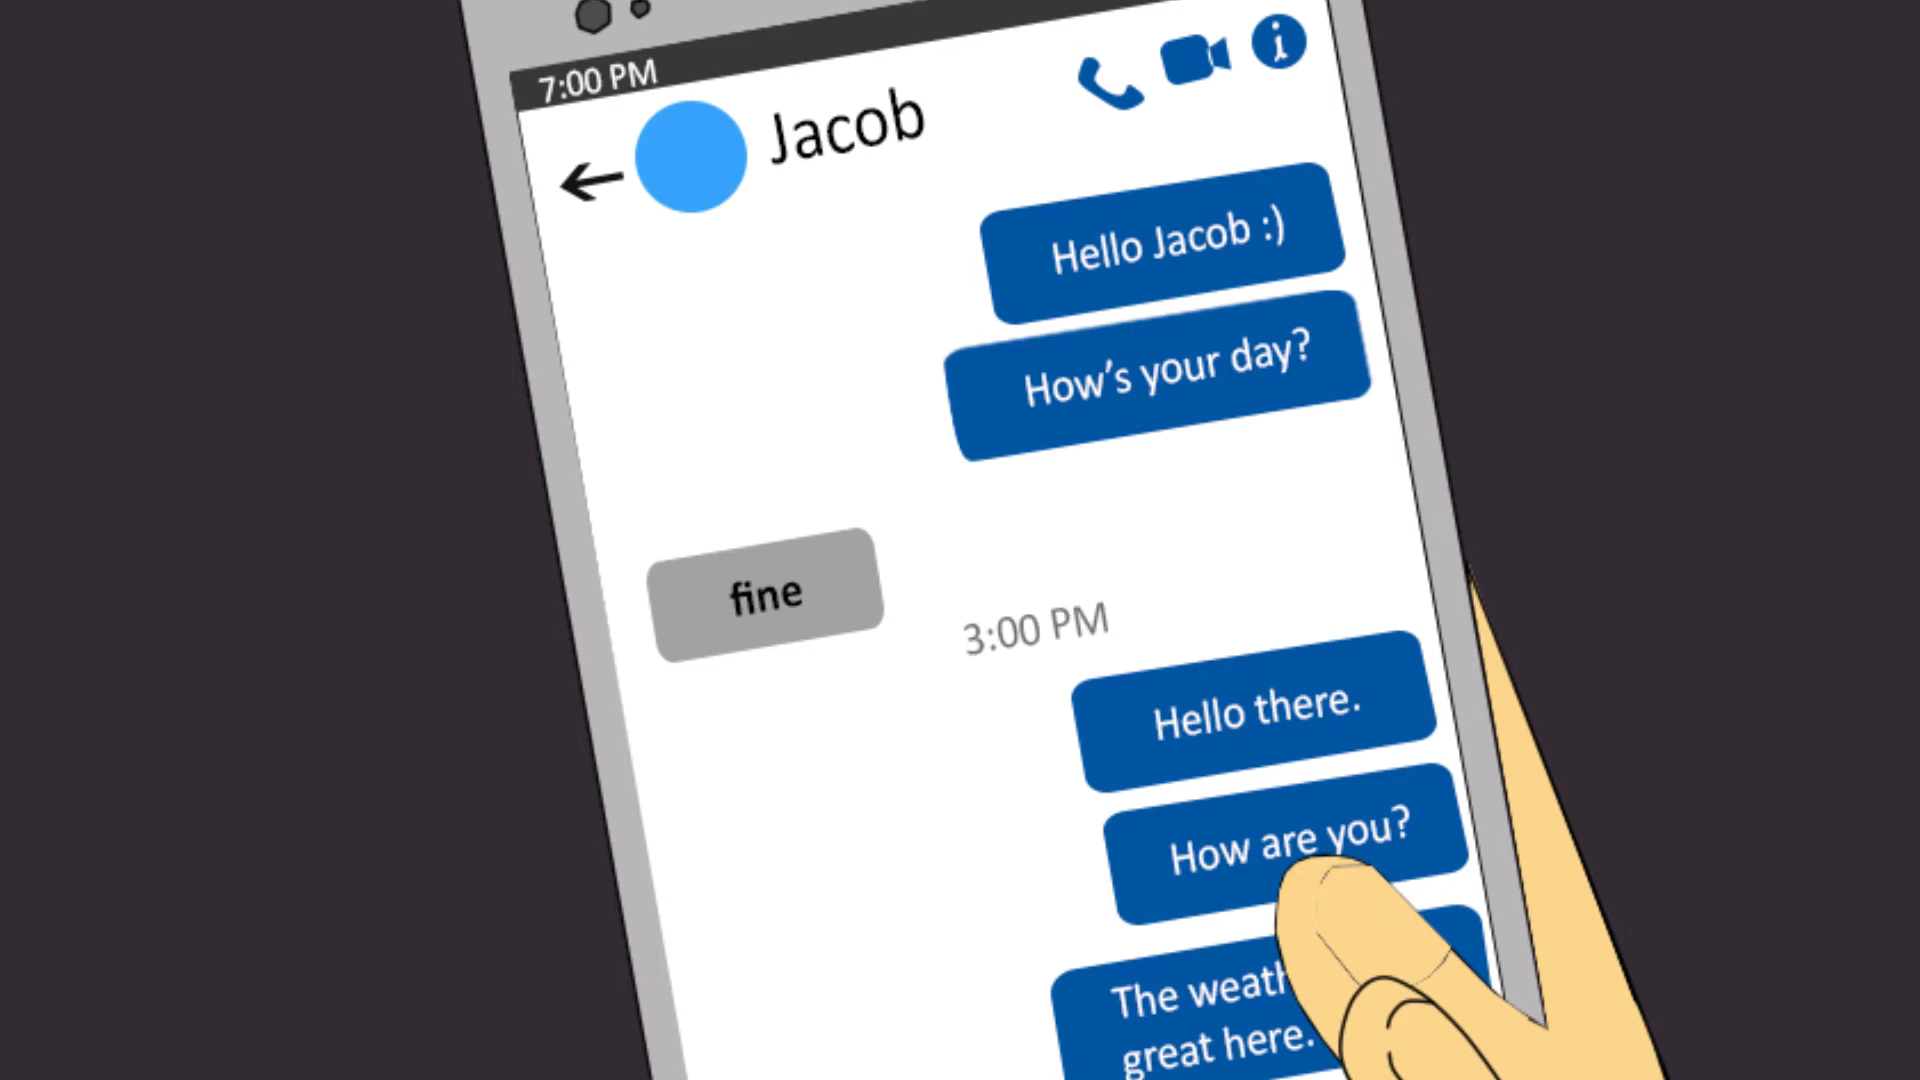 7:00 PM
Jacob
Hello Jacob :)
How's your day?
fine
3:00 PM
Hello there.
How are you?
The
great here.